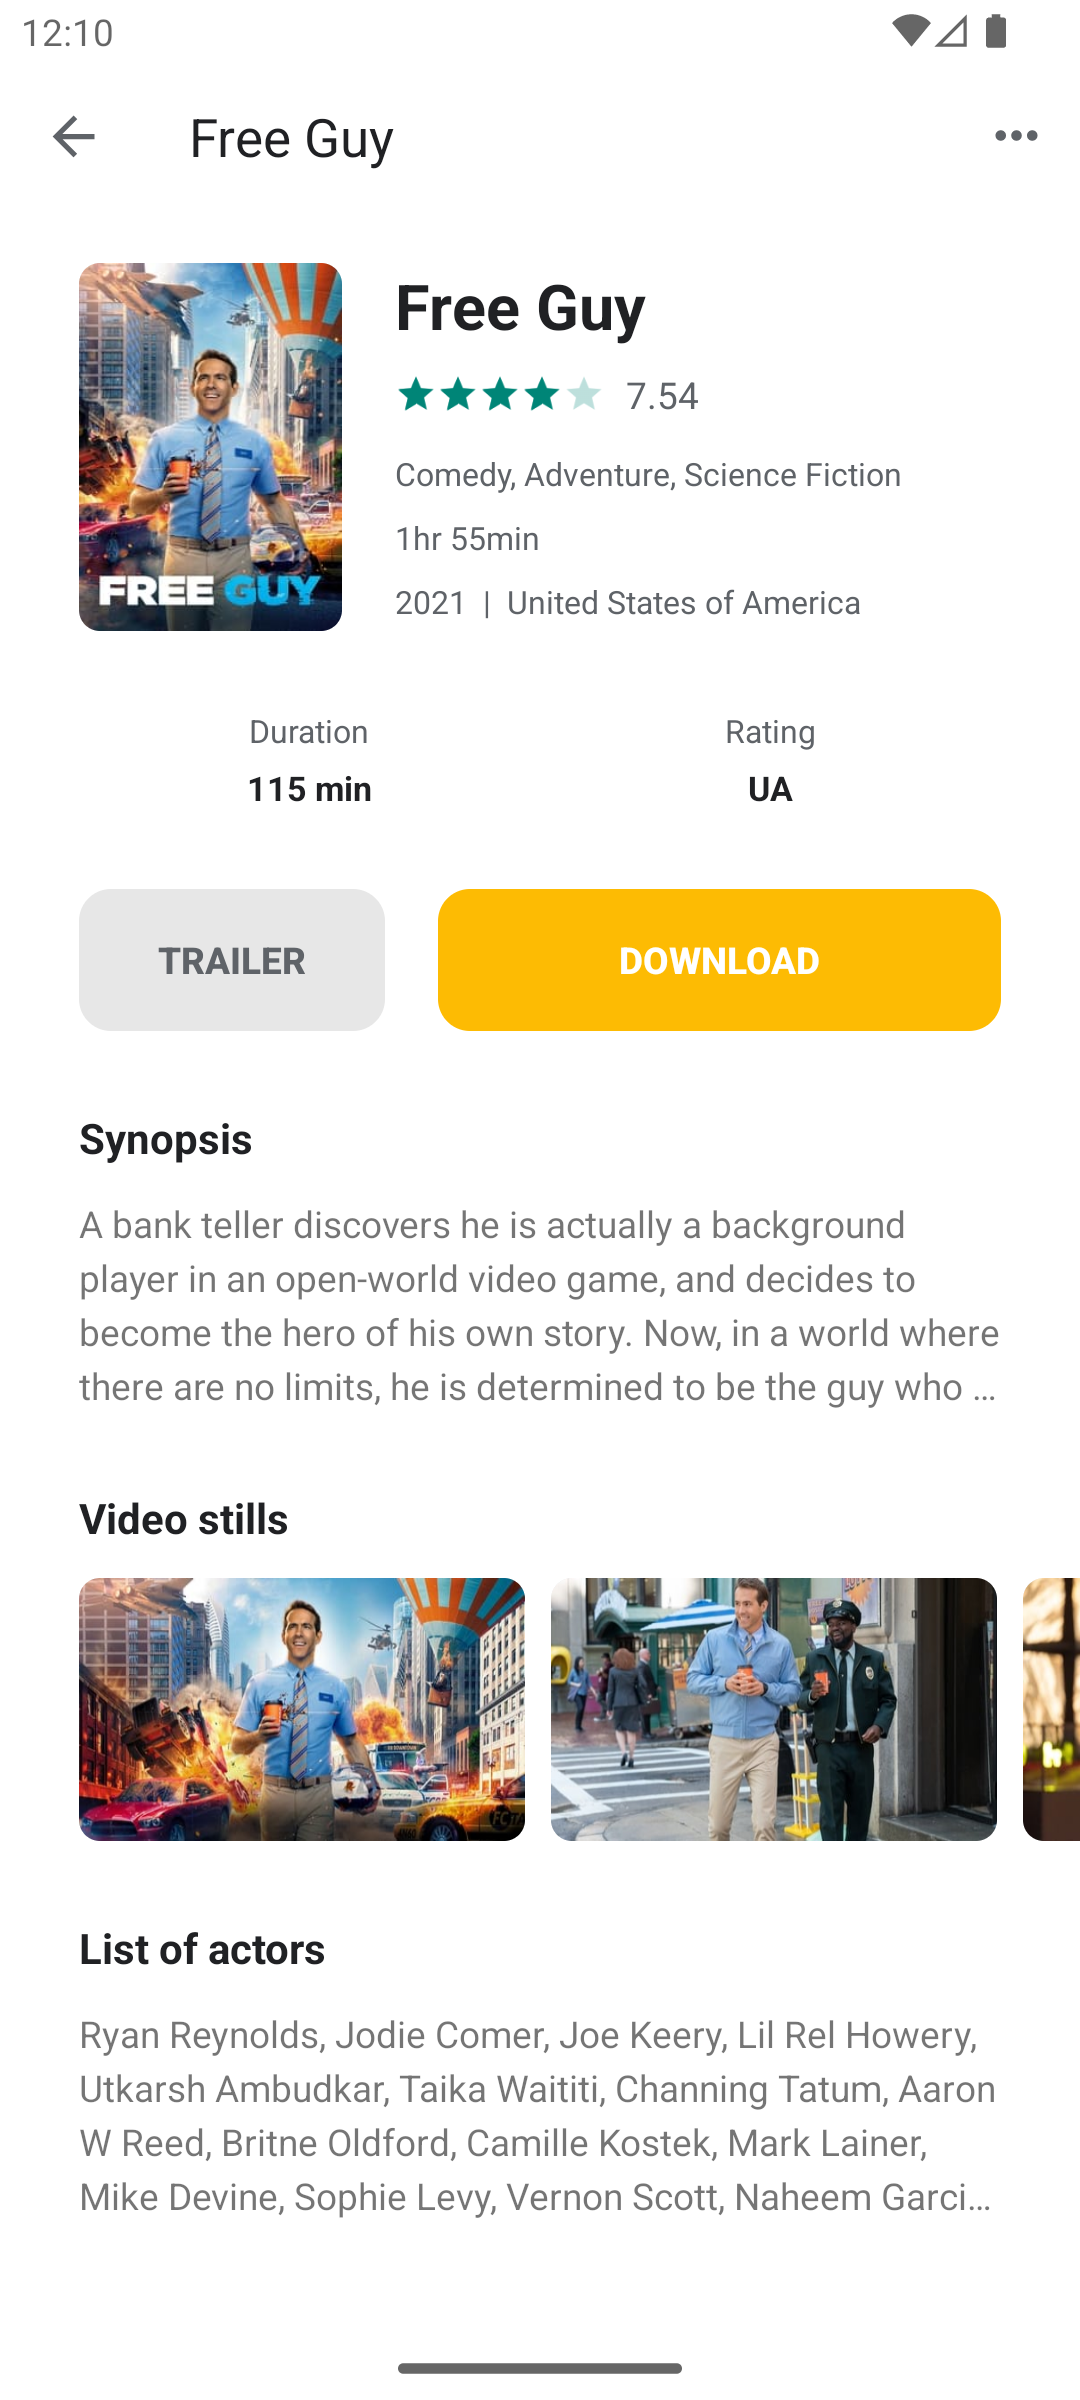 12:10
Free Guy
FREE GUY
Free Guy
7.54
Comedy, Adventure, Science Fiction
1hr 55min
2021 | United States of America
Duration
115 min
Rating
UA
TRAILER
DOWNLOAD
Synopsis
A bank teller discovers he is actually a background
player in an open-world video game, and decides to
become the hero of his own story. Now, in a world where
there are no limits, he is determined to be the guy who …
Video stills
List of actors
Ryan Reynolds, Jodie Comer, Joe Keery, Lil Rel Howery,
Utkarsh Ambudkar, Taika Waititi, Channing Tatum, Aaron
W Reed, Britne Oldford, Camille Kostek, Mark Lainer,
Mike Devine, Sophie Levy, Vernon Scott, Naheem Garci…